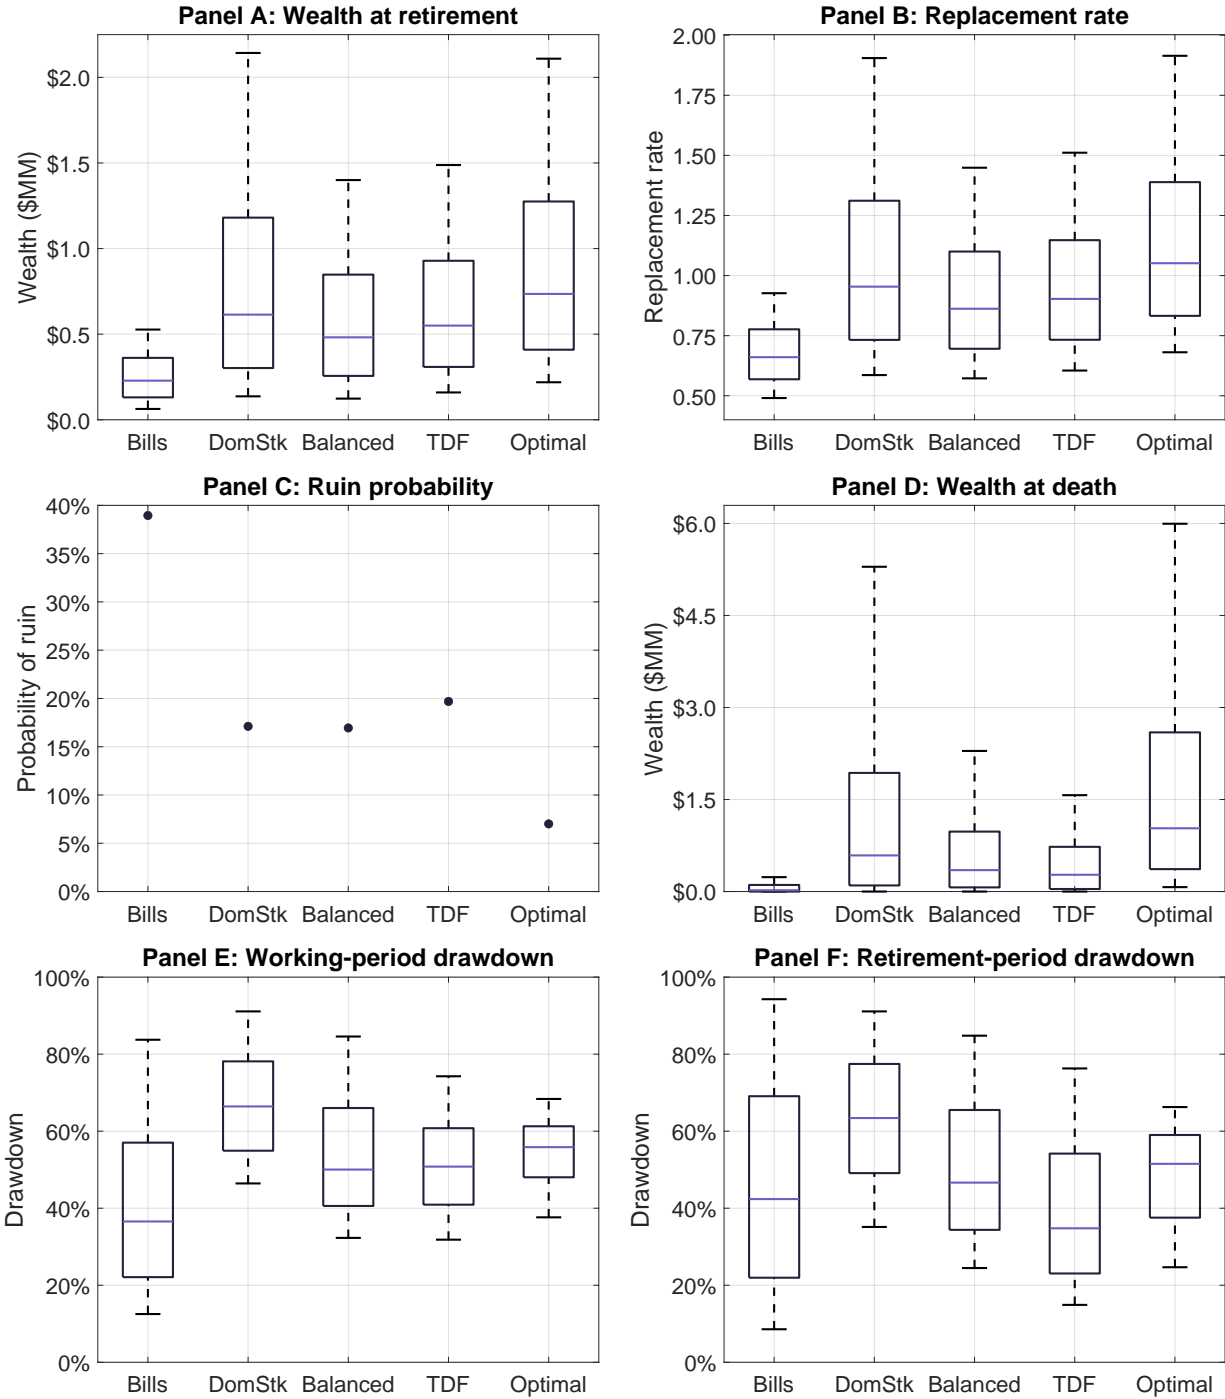 Panel A: Wealth at retirement
Wealth ($MM)
$2.0
$1.5
$1.0
$0.5
$0.0
Bills DomStk Balanced TDF Optimal
Panel B: Replacement rate
Replacement rate
2.00
1.75
1.50
1.25
1.00
0.75
0.50
Bills DomStk Balanced TDF Optimal
Panel C: Ruin probability
Probability of ruin
40%
35%
30%
25%
20%
15%
10%
5%
0%
Bills DomStk Balanced TDF Optimal
Panel D: Wealth at death
Wealth ($MM)
$6.0
$4.5
$3.0
$1.5
$0.0
Bills DomStk Balanced TDF Optimal
Panel E: Working-period drawdown
Drawdown
100%
80%
60%
40%
20%
0%
Bills DomStk Balanced TDF Optimal
Panel F: Retirement-period drawdown
Drawdown
100%
80%
60%
40%
20%
0%
Bills DomStk Balanced TDF Optimal